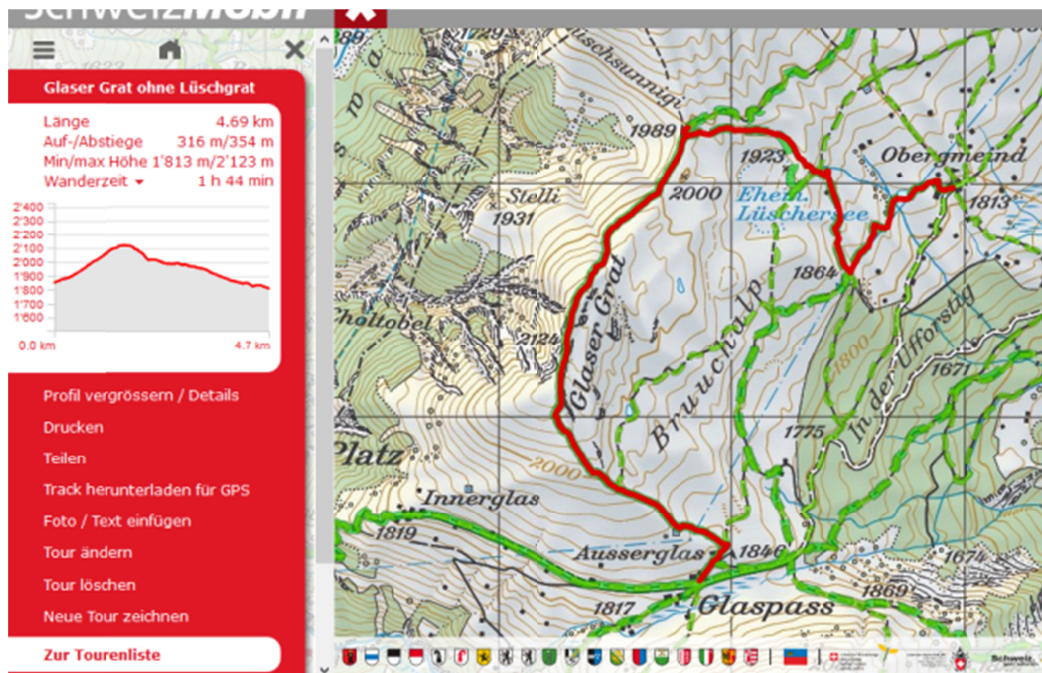 SchweizMobil
Glaser Grat ohne Lüschgrat
Länge 4.69 km
Auf-/Abstiege 316 m/354 m
Min/max Höhe 1'813 m/2'123 m
Wanderzeit 1 h 44 min
2'400
2'300
2'200
2'100
2'000
1'900
1'800
1'700
1'600
0.0 km 4.7 km
Profil vergrössern / Details
Drucken
Teilen
Track herunterladen für GPS
Foto / Text einfügen
Tour ändern
Tour löschen
Neue Tour zeichnen
Zur Tourenliste
1989
1923
Obergmeind
2000
Stelli
1931
Ehem.
Lüschersee
1813
1864
Glaser Grat
Bruuchalp
2124
1800
In der Ufforstig
1671
1775
Platz
2000
Innerglas
1819
Ausserglas
1846
1674
1817
Glaspass
1869